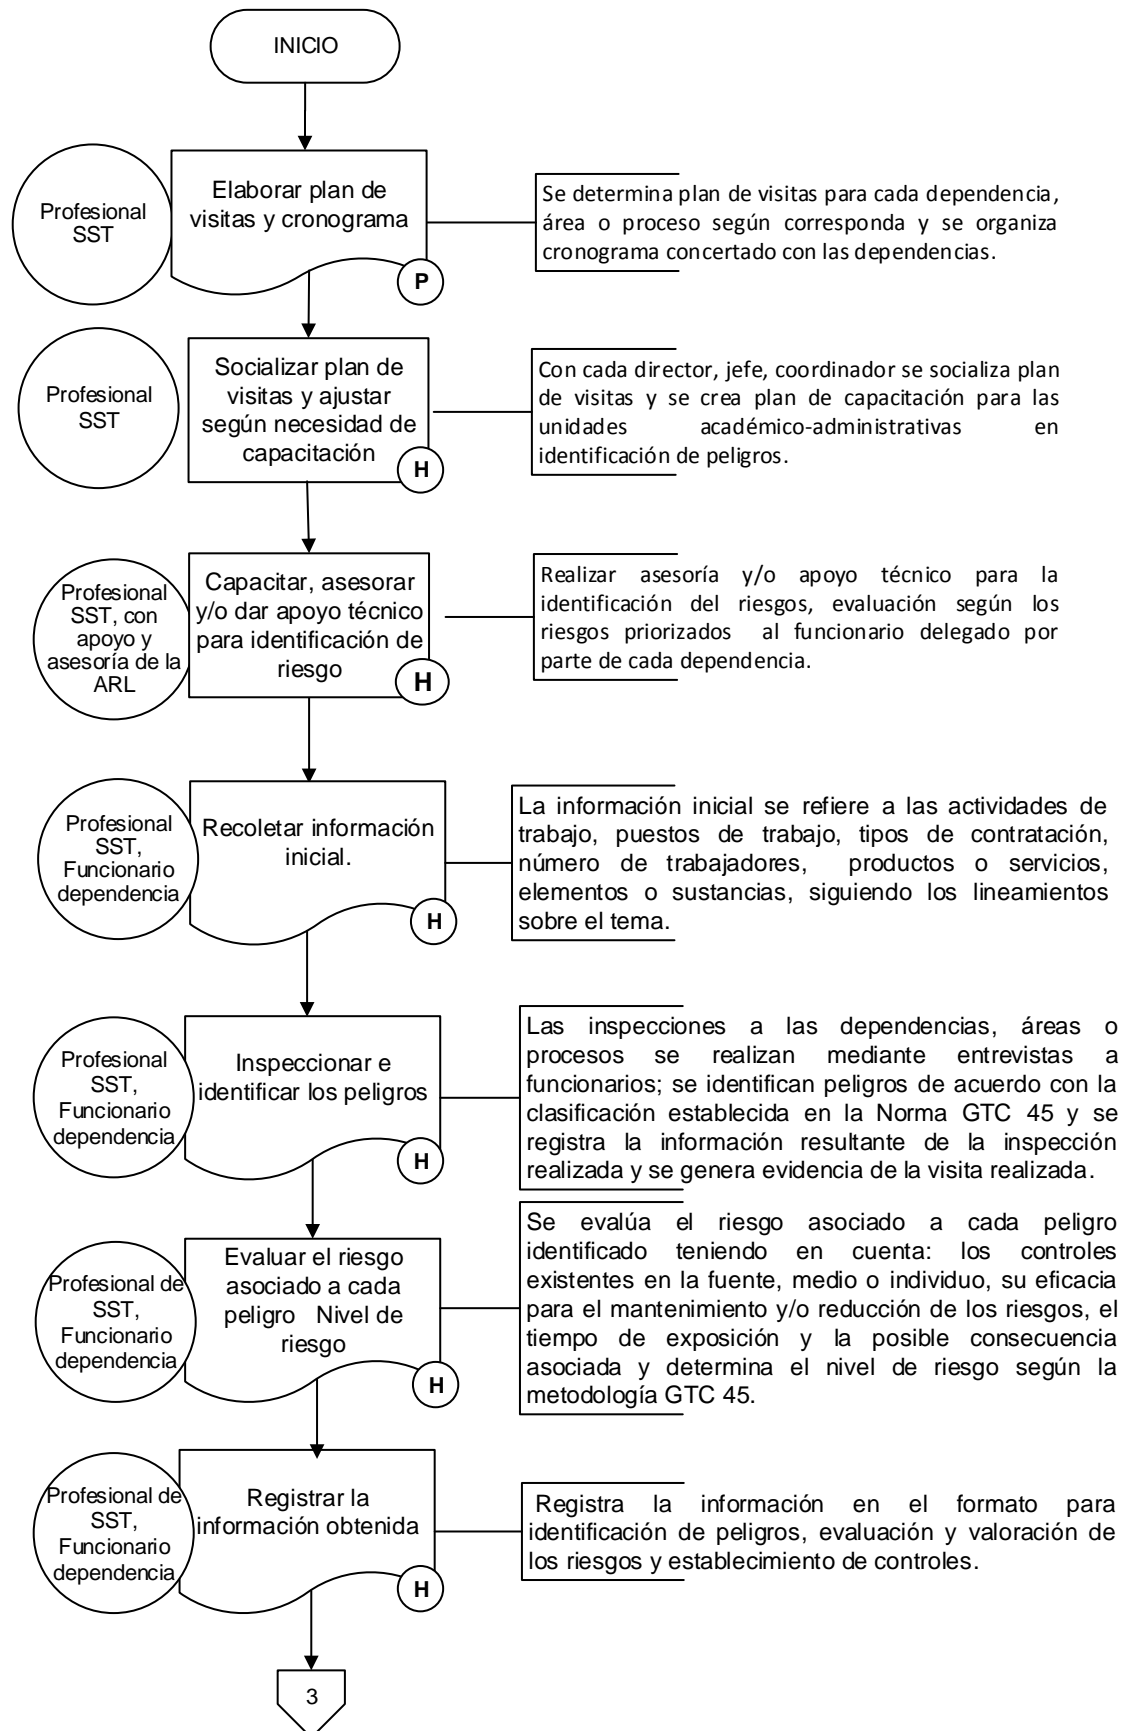 INICIO
Profesional
SST
Elaborar plan de
visitas y cronograma
P
Se determina plan de visitas para cada dependencia,
área o proceso según corresponda y se organiza
cronograma concertado con las dependencias.
Profesional
SST
Socializar plan de
visitas y ajustar
según necesidad de
capacitación
H
Con cada director, jefe, coordinador se socializa plan
de visitas y se crea plan de capacitación para las
unidades académico-administrativas en
identificación de peligros.
Profesional
SST, con
apoyo y
asesoría de la
ARL
Capacitar, asesorar
y/o dar apoyo técnico
para identificación de
riesgo
H
Realizar asesoría y/o apoyo técnico para la
identificación del riesgos, evaluación según los
riesgos priorizados al funcionario delegado por
parte de cada dependencia.
Profesional
SST,
Funcionario
dependencia
Recoletar información
inicial.
H
La información inicial se refiere a las actividades de
trabajo, puestos de trabajo, tipos de contratación,
número de trabajadores, productos o servicios,
elementos o sustancias, siguiendo los lineamientos
sobre el tema.
Profesional
SST,
Funcionario
dependencia
Inspeccionar e
identificar los peligros
H
Las inspecciones a las dependencias, áreas o
procesos se realizan mediante entrevistas a
funcionarios; se identifican peligros de acuerdo con la
clasificación establecida en la Norma GTC 45 y se
registra la información resultante de la inspección
realizada y se genera evidencia de la visita realizada.
Profesional de
SST,
Funcionario
dependencia
Evaluar el riesgo
asociado a cada
peligro Nivel de
riesgo
H
Se evalúa el riesgo asociado a cada peligro
identificado teniendo en cuenta: los controles
existentes en la fuente, medio o individuo, su eficacia
para el mantenimiento y/o reducción de los riesgos, el
tiempo de exposición y la posible consecuencia
asociada y determina el nivel de riesgo según la
metodología GTC 45.
Profesional de
SST,
Funcionario
dependencia
Registrar la
información obtenida
H
Registra la información en el formato para
identificación de peligros, evaluación y valoración de
los riesgos y establecimiento de controles.
3